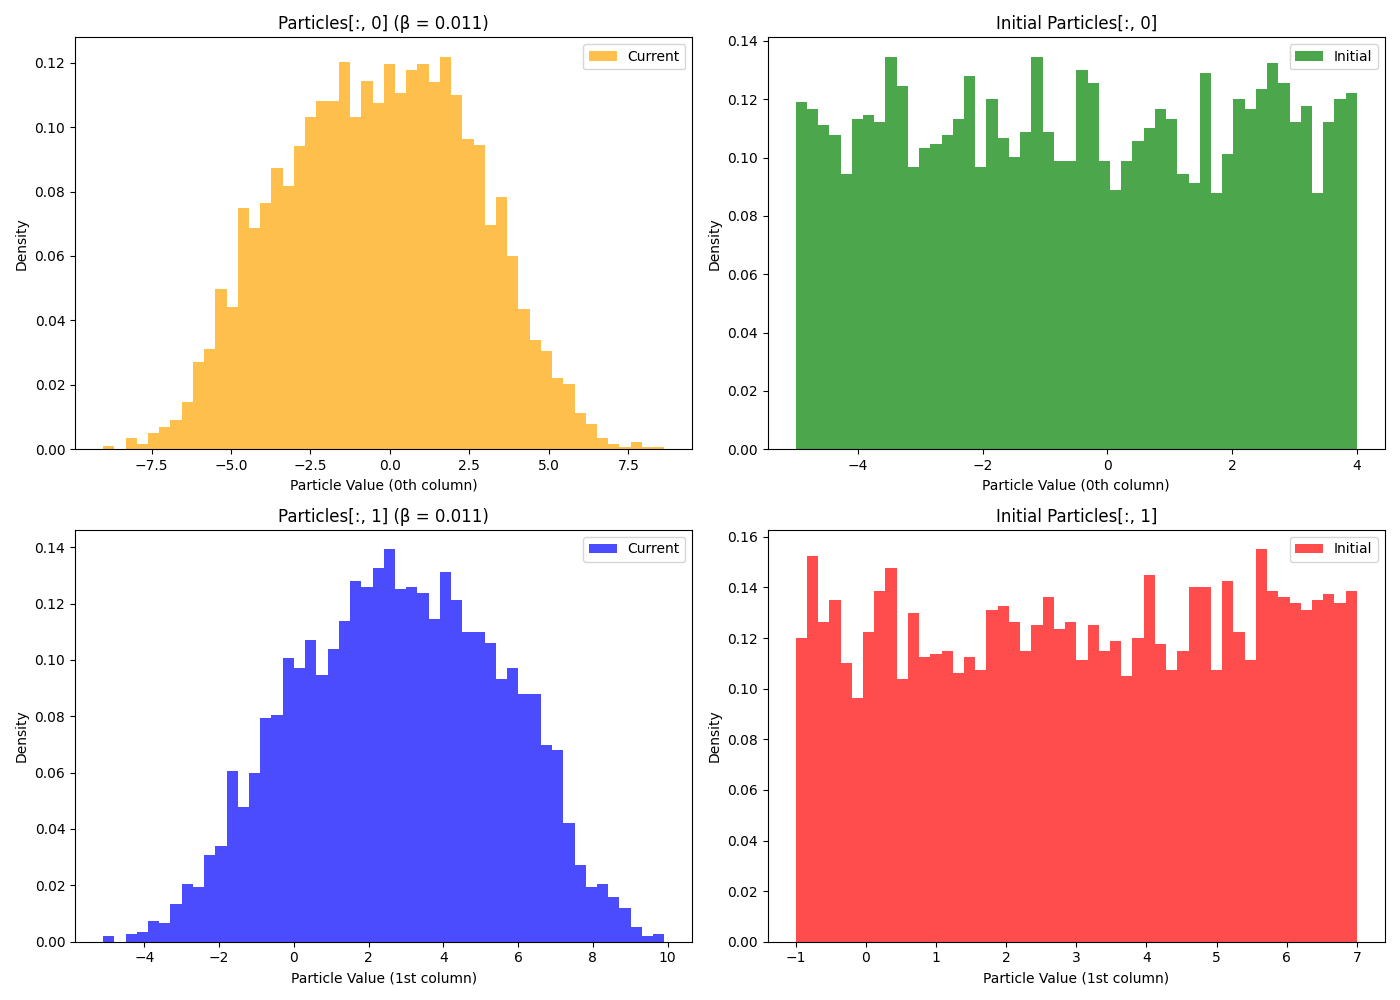 Particles[:, 0] (β = 0.011)
Current
0.12
0.10
0.08
0.06
0.04
0.02
0.00
Density
−7.5 −5.0 −2.5 0.0 2.5 5.0 7.5
Particle Value (0th column)
Initial Particles[:, 0]
Initial
0.14
0.12
0.10
0.08
0.06
0.04
0.02
0.00
Density
−4 −2 0 2 4
Particle Value (0th column)
Particles[:, 1] (β = 0.011)
Current
0.14
0.12
0.10
0.08
0.06
0.04
0.02
0.00
Density
−4 −2 0 2 4 6 8 10
Particle Value (1st column)
Initial Particles[:, 1]
Initial
0.16
0.14
0.12
0.10
0.08
0.06
0.04
0.02
0.00
Density
−1 0 1 2 3 4 5 6 7
Particle Value (1st column)